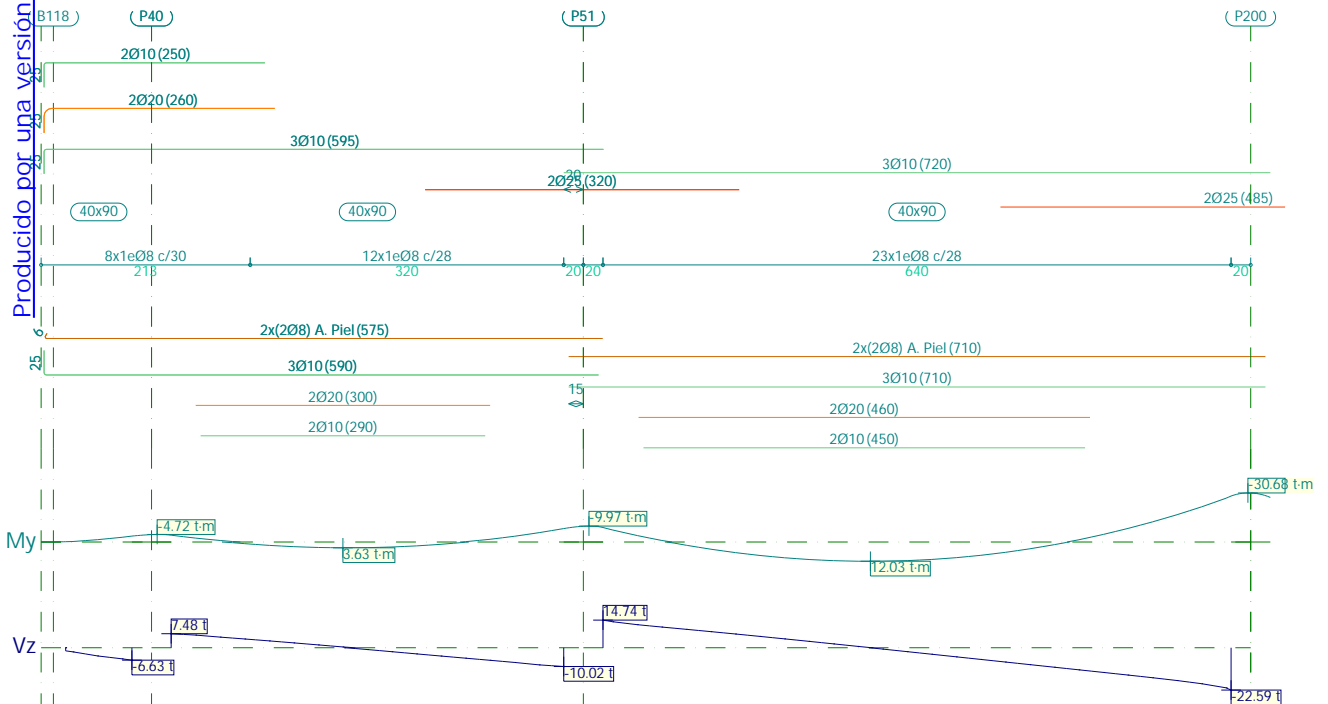 B118
P40
P51
P200
Producido por una versión
2Ø10 (250)
25
2Ø20 (260)
25
3Ø10 (595)
25
3Ø10 (720)
20
2Ø25 (320)
2Ø25 (485)
40x90
40x90
40x90
8x1eØ8 c/30
12x1eØ8 c/28
23x1eØ8 c/28
213
320
20
20
640
20
6
2x(2Ø8) A. Piel (575)
2x(2Ø8) A. Piel (710)
25
3Ø10 (590)
3Ø10 (710)
15
2Ø20 (300)
2Ø20 (460)
2Ø10 (290)
2Ø10 (450)
-30.68 t·m
-4.72 t·m
-9.97 t·m
My
3.63 t·m
12.03 t·m
7.48 t
14.74 t
Vz
-6.63 t
-10.02 t
-22.59 t